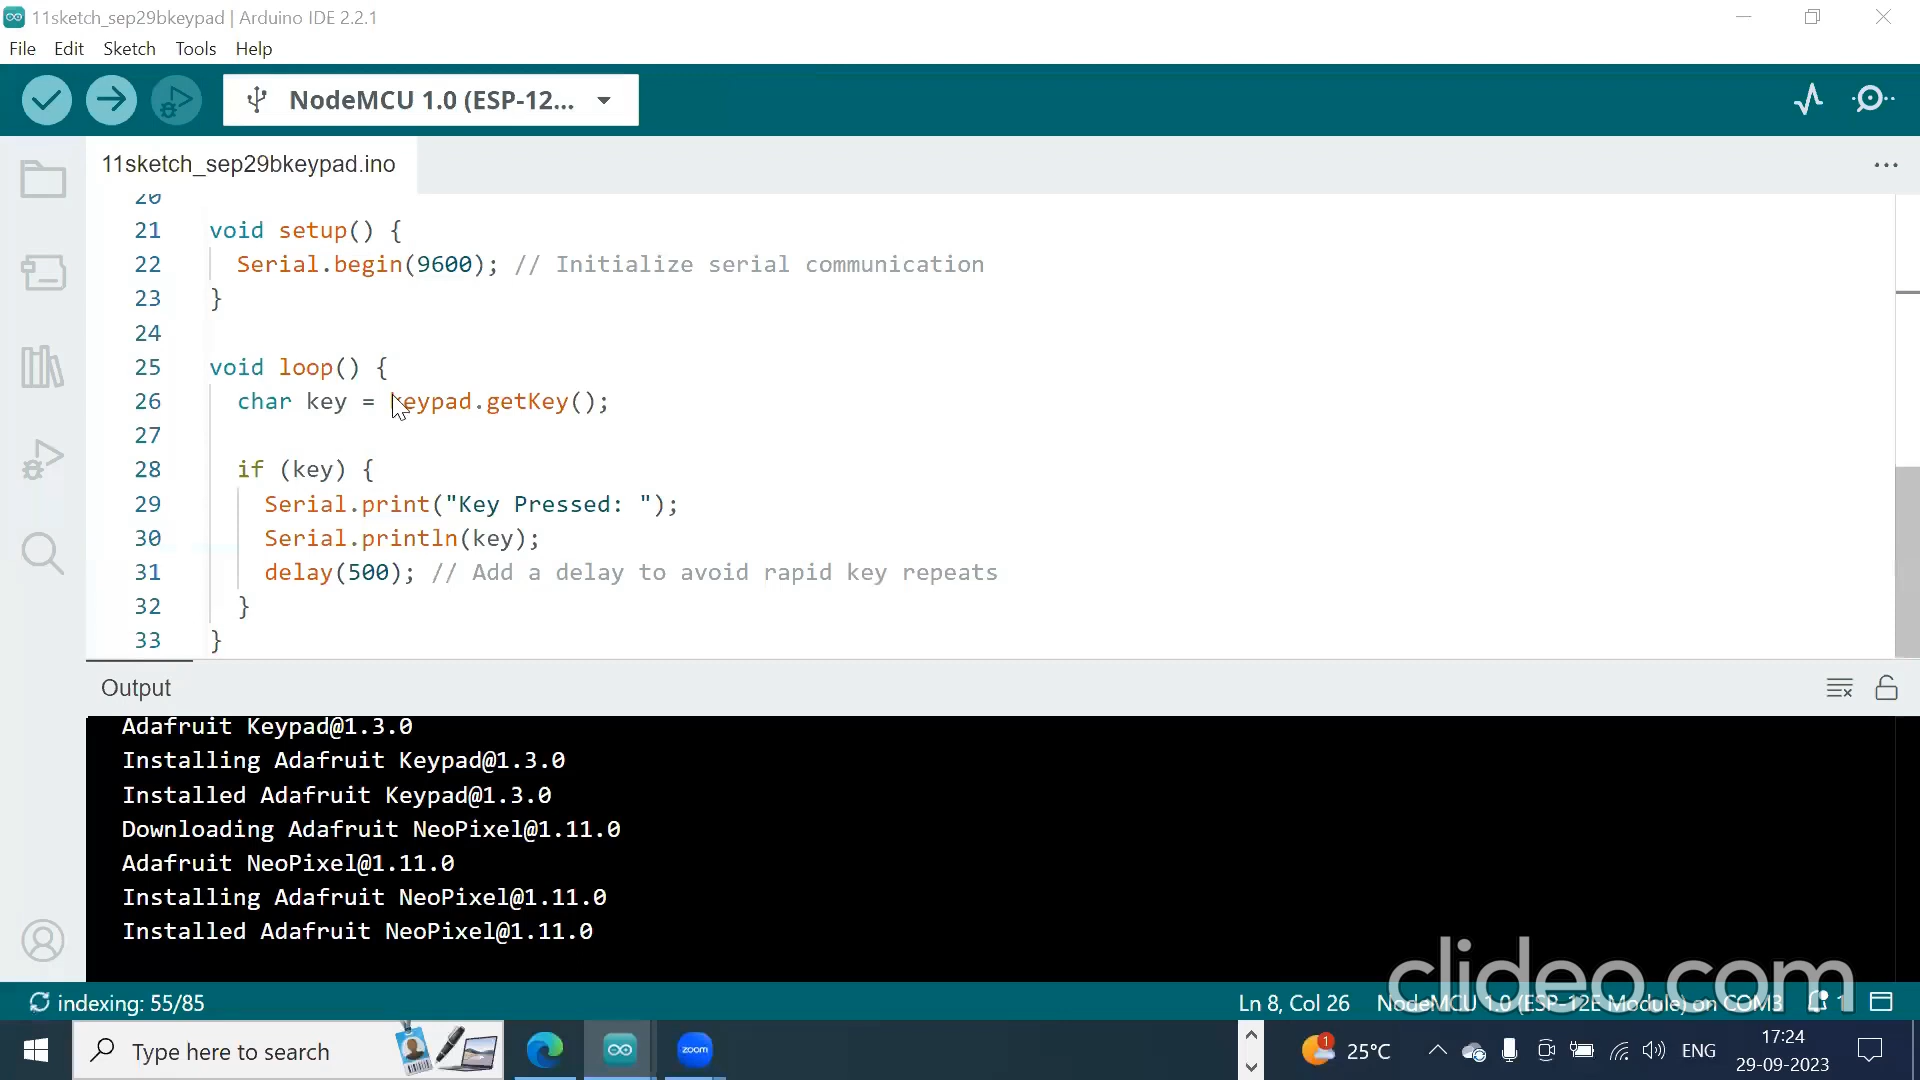 11sketch_sep29bkeypad | Arduino IDE 2.2.1
File Edit Sketch Tools Help
NodeMCU 1.0 (ESP-12...
11sketch_sep29bkeypad.ino
20
21 void setup() {
22 Serial.begin(9600); // Initialize serial communication
23 }
24
25 void loop() {
26 char key = keypad.getKey();
27
28 if (key) {
29 Serial.print("Key Pressed: ");
30 Serial.println(key);
31 delay(500); // Add a delay to avoid rapid key repeats
32 }
33 }
Output
Adafruit Keypad@1.3.0
Installing Adafruit Keypad@1.3.0
Installed Adafruit Keypad@1.3.0
Downloading Adafruit NeoPixel@1.11.0
Adafruit NeoPixel@1.11.0
Installing Adafruit NeoPixel@1.11.0
Installed Adafruit NeoPixel@1.11.0
clideo.com
indexing: 55/85 Ln 8, Col 26 NodeMCU 1.0 (ESP-12E Module) on COM3 1
Type here to search zoom 1 25°C ENG 17:24
29-09-2023